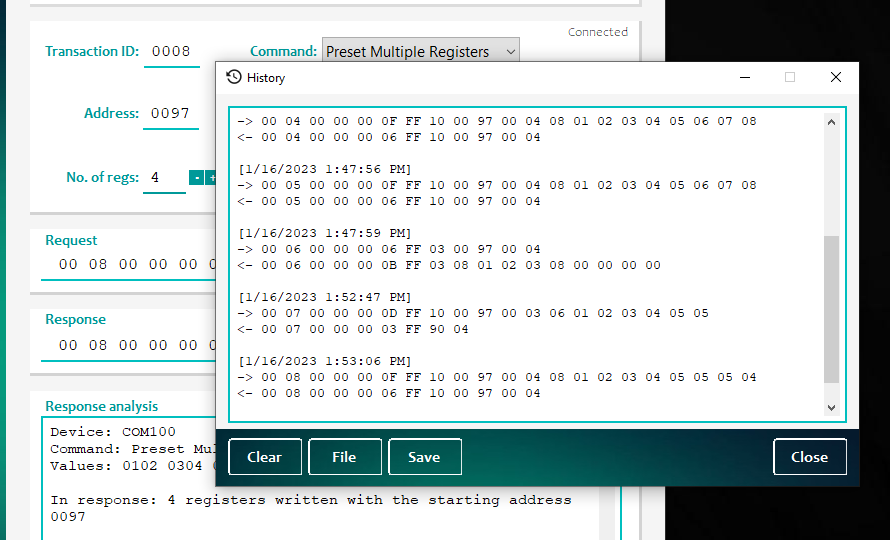 Connected
Transaction ID: 0008 Command: Preset Multiple Registers
History
Address: 0097
No. of regs: 4 - +
-> 00 04 00 00 00 0F FF 10 00 97 00 04 08 01 02 03 04 05 06 07 08
<- 00 04 00 00 00 06 FF 10 00 97 00 04
[1/16/2023 1:47:56 PM]
-> 00 05 00 00 00 0F FF 10 00 97 00 04 08 01 02 03 04 05 06 07 08
<- 00 05 00 00 00 06 FF 10 00 97 00 04
[1/16/2023 1:47:59 PM]
-> 00 06 00 00 00 06 FF 03 00 97 00 04
<- 00 06 00 00 00 0B FF 03 08 01 02 03 08 00 00 00 00
[1/16/2023 1:52:47 PM]
-> 00 07 00 00 00 0D FF 10 00 97 00 03 06 01 02 03 04 05 05
<- 00 07 00 00 00 03 FF 90 04
[1/16/2023 1:53:06 PM]
-> 00 08 00 00 00 0F FF 10 00 97 00 04 08 01 02 03 04 05 05 05 04
<- 00 08 00 00 00 06 FF 10 00 97 00 04
Clear File Save Close
Request
00 08 00 00 00
Response
00 08 00 00 00
Response analysis
Device: COM100
Command: Preset Mul
Values: 0102 0304
In response: 4 registers written with the starting address
0097